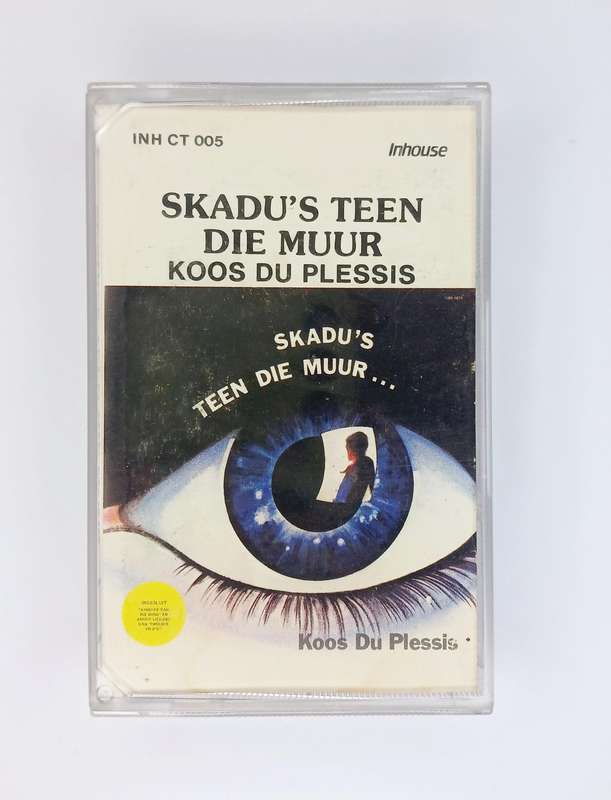 INH CT 005
Inhouse
SKADU'S TEEN
DIE MUUR
KOOS DU PLESSIS
SKADU'S
TEEN DIE MUUR...
Koos Du Plessis